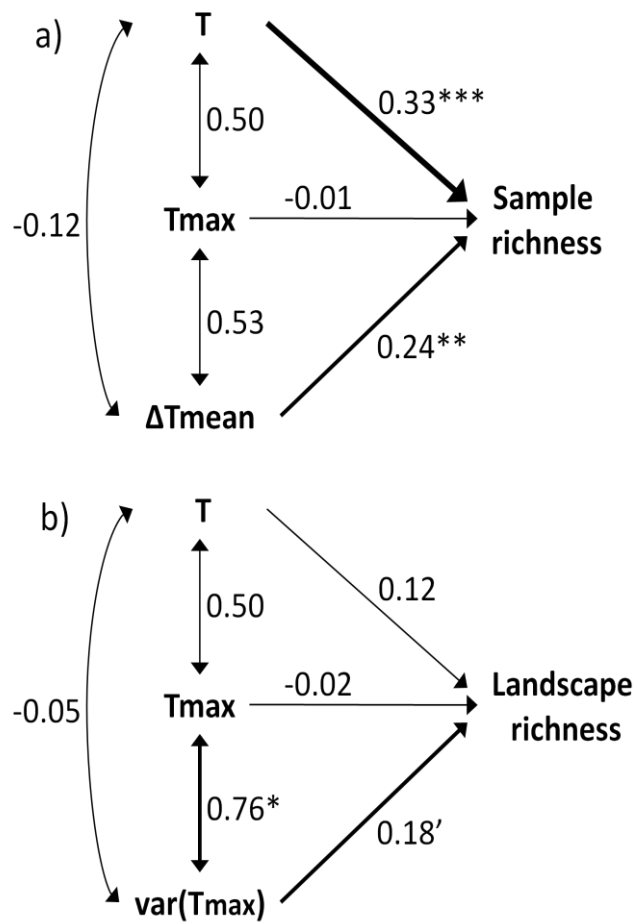 a)
T
0.33***
0.50
-0.12
Tmax
-0.01
Sample
richness
0.53
0.24**
ΔTmean
b)
T
0.12
0.50
-0.05
Tmax
-0.02
Landscape
richness
0.76*
0.18’
var(Tmax)